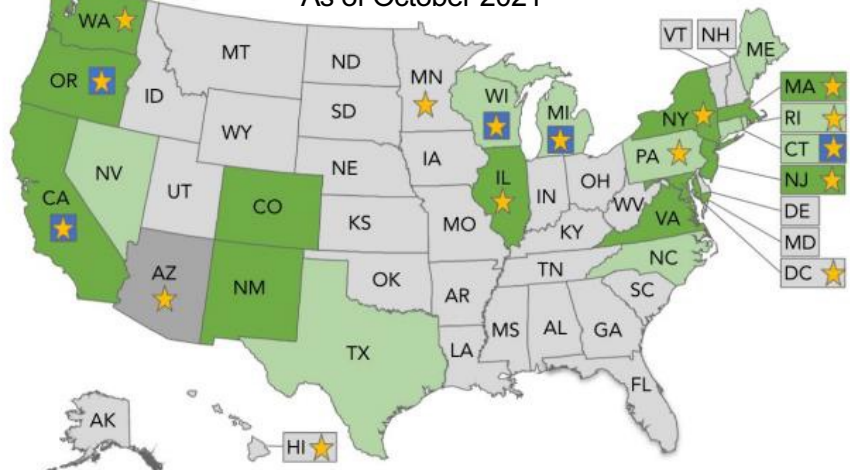 As of October 2021
WA
MT
ND
MN
VT
NH
ME
OR
ID
SD
WI
MI
NY
MA
RI
WY
CT
PA
NJ
NV
NE
IA
IL
IN
OH
UT
CO
CA
KS
MO
WV
VA
DE
KY
MD
AZ
NM
OK
TN
NC
DC
AR
SC
MS
AL
GA
TX
LA
FL
AK
HI